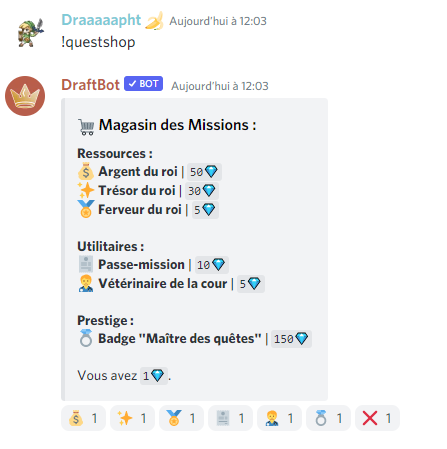 Draaaaapht 🍌 Aujourd'hui à 12:03
!questshop
DraftBot ✓ BOT Aujourd'hui à 12:03
🛒 Magasin des Missions :
Ressources :
💰 Argent du roi | 50💎
✨ Trésor du roi | 30💎
🏅 Ferveur du roi | 5💎
Utilitaires :
📰 Passe-mission | 10💎
🤵 Vétérinaire de la cour | 5💎
Prestige :
💍 Badge "Maître des quêtes" | 150💎
Vous avez 1💎.
💰 1 ✨ 1 🏅 1 📰 1 🤵 1 💍 1 ❌ 1